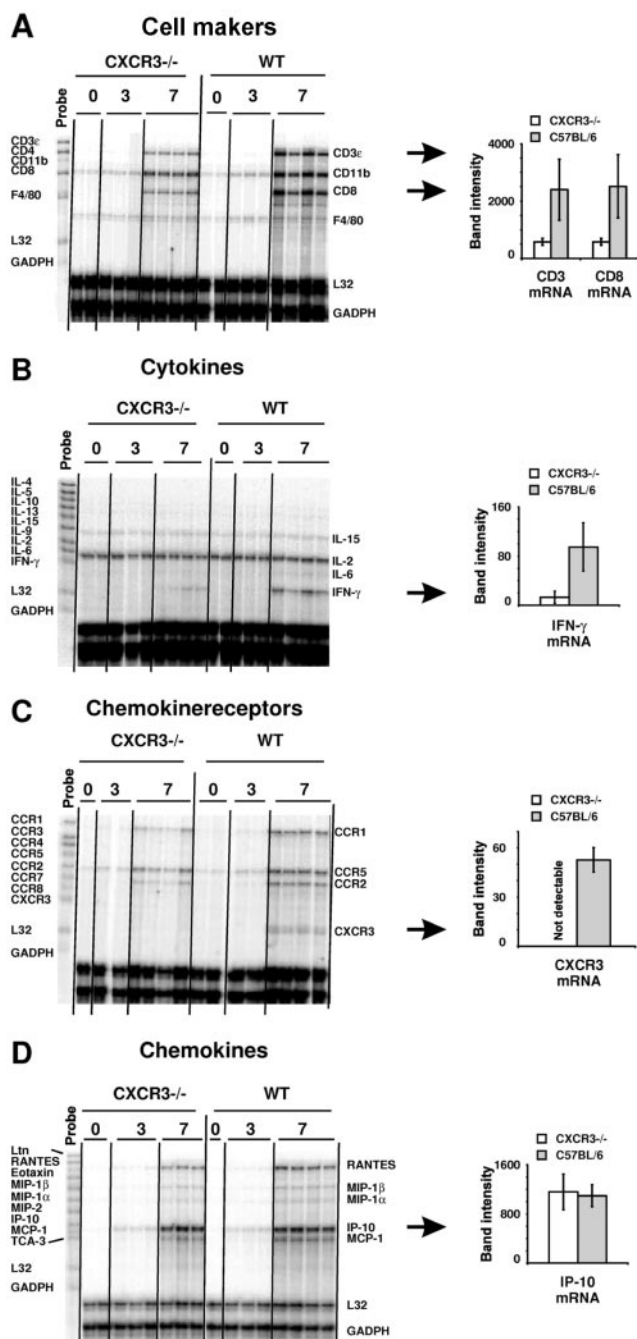 A Cell makers
CXCR3-/- WT
0 3 7 0 3 7
Probe
CD3ε
CD4
CD11b
CD8
F4/80
L32
GADPH
CD3ε
CD11b
CD8
F4/80
L32
GADPH
CXCR3-/-
C57BL/6
Band intensity
4000
2000
0
CD3 mRNA
CD8 mRNA
B Cytokines
CXCR3-/- WT
0 3 7 0 3 7
Probe
IL-4
IL-5
IL-10
IL-13
IL-15
IL-9
IL-2
IL-6
IFN-γ
L32
GADPH
IL-15
IL-2
IL-6
IFN-γ
CXCR3-/-
C57BL/6
Band intensity
160
80
0
IFN-γ
mRNA
C Chemokinereceptors
CXCR3-/- WT
0 3 7 0 3 7
Probe
CCR1
CCR3
CCR4
CCR5
CCR2
CCR7
CCR8
CXCR3
L32
GADPH
CCR1
CCR5
CCR2
CXCR3
CXCR3-/-
C57BL/6
Band intensity
60
30
0
Not detectable
CXCR3
mRNA
D Chemokines
CXCR3-/- WT
0 3 7 0 3 7
Probe
Ltn
RANTES
Eotaxin
MIP-1β
MIP-1α
MIP-2
IP-10
MCP-1
TCA-3
L32
GADPH
RANTES
MIP-1β
MIP-1α
IP-10
MCP-1
L32
GADPH
CXCR3-/-
C57BL/6
Band intensity
1600
800
0
IP-10
mRNA